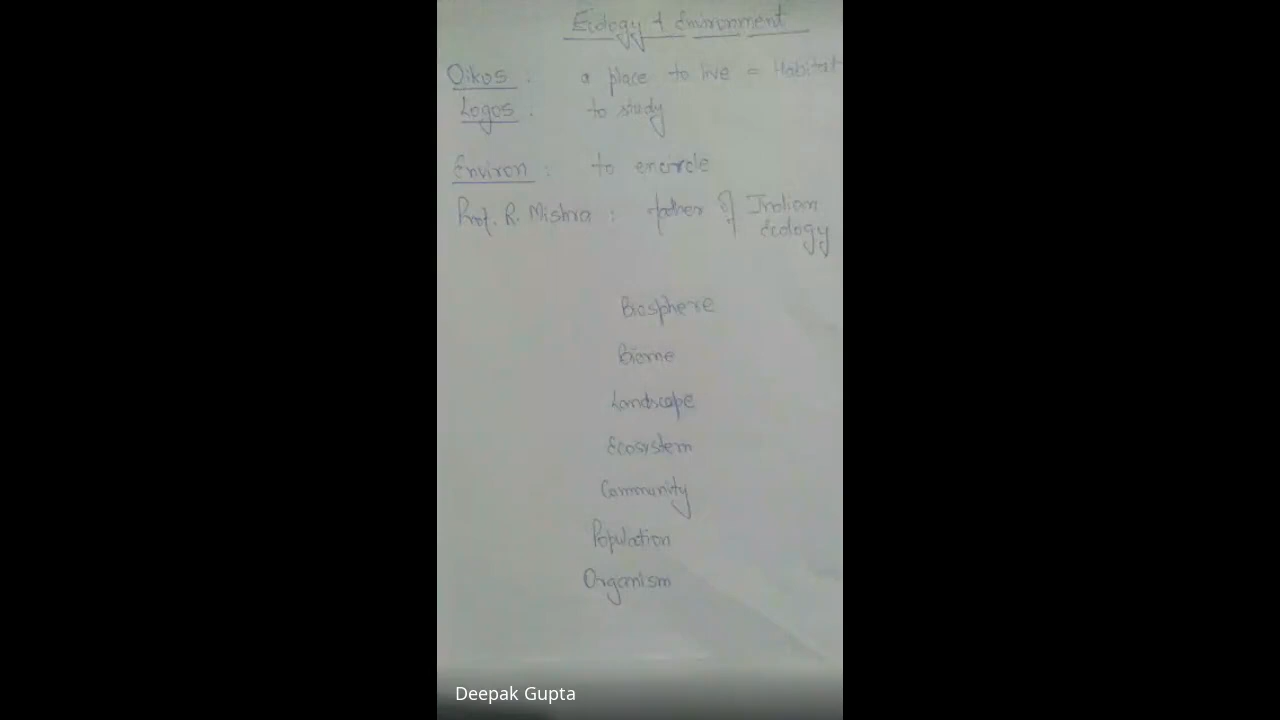 Ecology & Environment
Oikos : a place to live = Habitat
Logos : to study
Environ : to encircle
Prof. R. Mishra : father of Indian
Ecology
Biosphere
Biome
Landscape
Ecosystem
Community
Population
Organism
Deepak Gupta